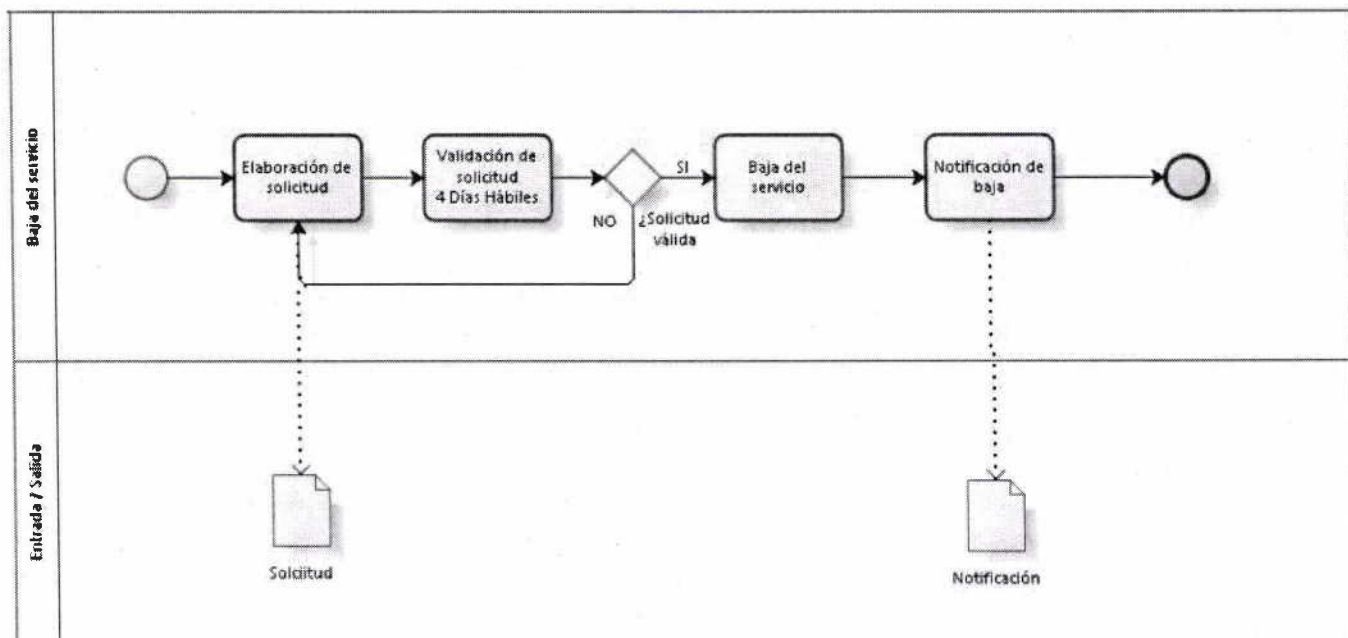 Baja del servicio
Elaboración de
solicitud
Validación de
solicitud
4 Días Hábiles
SI
NO
¿Solicitud
válida
Baja del
servicio
Notificación de
baja
Entrada / Salida
Solciitud
Notificación